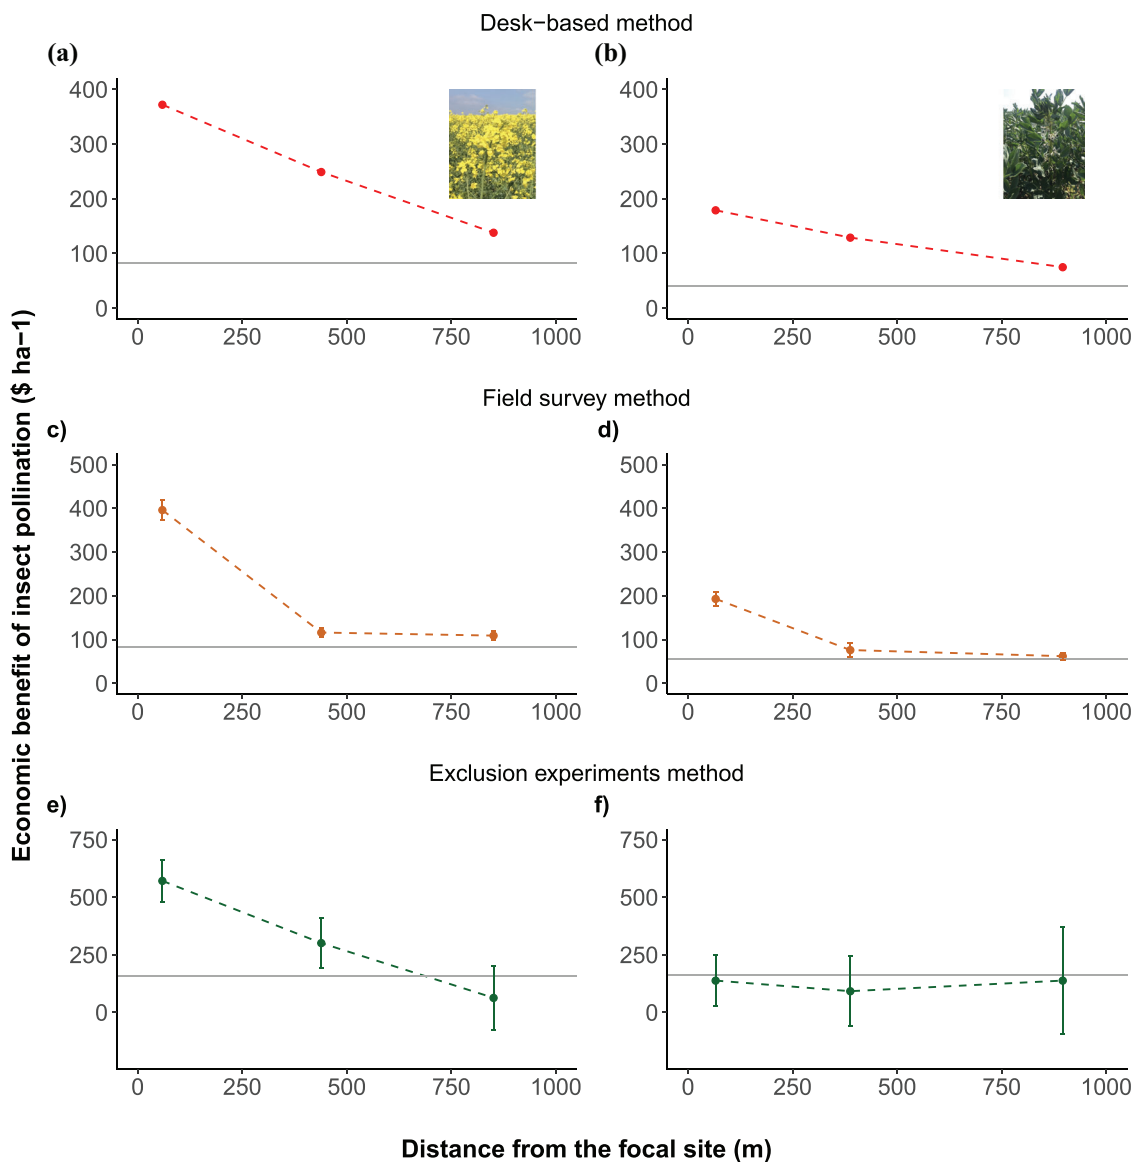 Desk−based method
(a)
(b)
400
300
200
100
0
0 250 500 750 1000
400
300
200
100
0
0 250 500 750 1000
Field survey method
c)
d)
500
400
300
200
100
0
0 250 500 750 1000
500
400
300
200
100
0
0 250 500 750 1000
Exclusion experiments method
e)
f)
750
500
250
0
0 250 500 750 1000
750
500
250
0
0 250 500 750 1000
Economic benefit of insect pollination ($ ha−1)
Distance from the focal site (m)